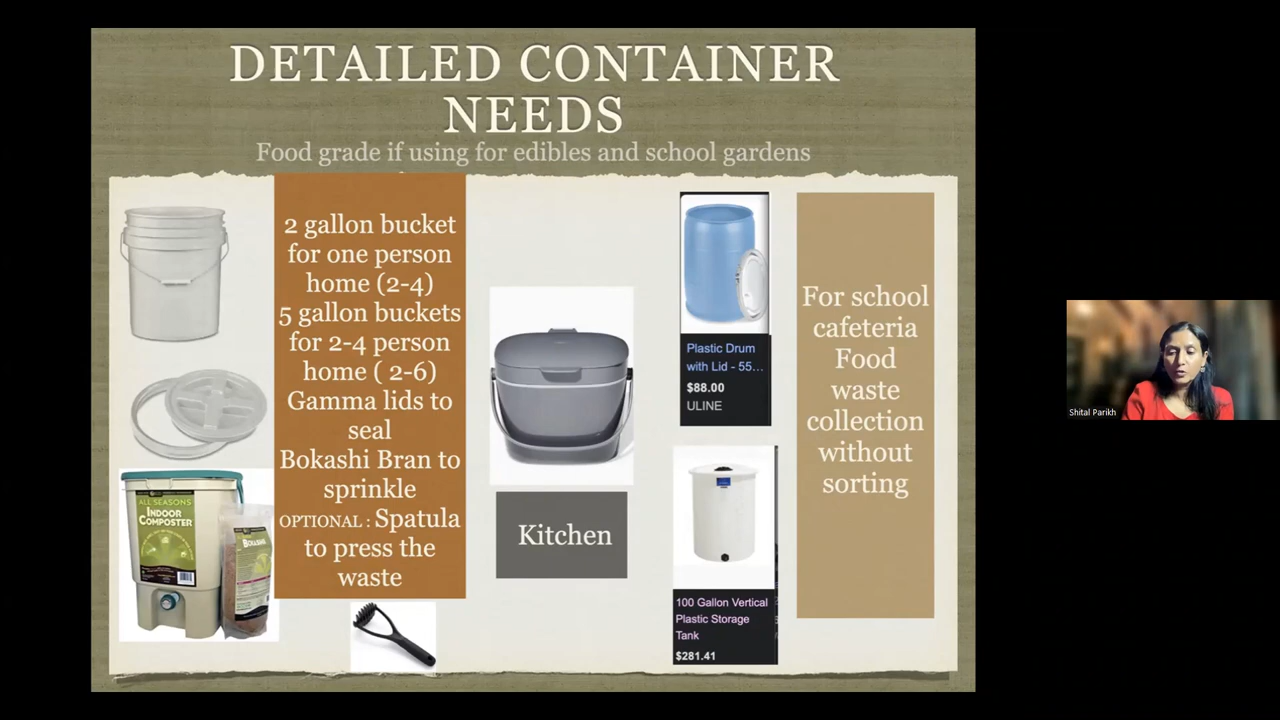 DETAILED CONTAINER
NEEDS
Food grade if using for edibles and school gardens
2 gallon bucket
for one person
home (2-4)
5 gallon buckets
for 2-4 person
home ( 2-6)
Gamma lids to
seal
Bokashi Bran to
sprinkle
OPTIONAL : Spatula
to press the
waste
ALL SEASONS
INDOOR
COMPOSTER
Kitchen
Plastic Drum
with Lid - 55...
$88.00
ULINE
100 Gallon Vertical
Plastic Storage
Tank
$281.41
For school
cafeteria
Food
waste
collection
without
sorting
Shital Parikh